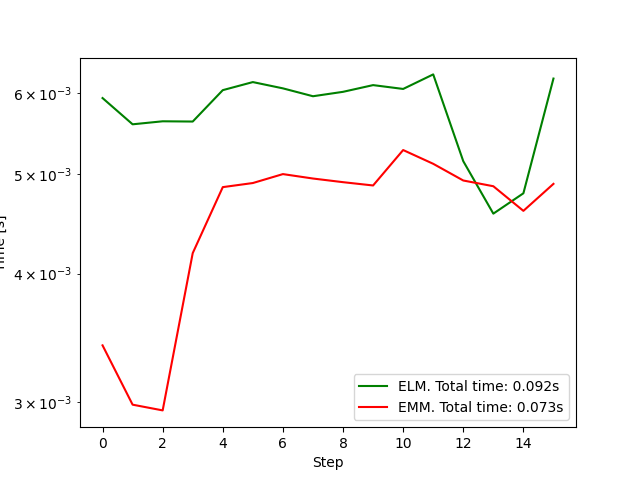 6 × 10⁻³
5 × 10⁻³
4 × 10⁻³
3 × 10⁻³
Time [s]
0 2 4 6 8 10 12 14
Step
ELM. Total time: 0.092s
EMM. Total time: 0.073s